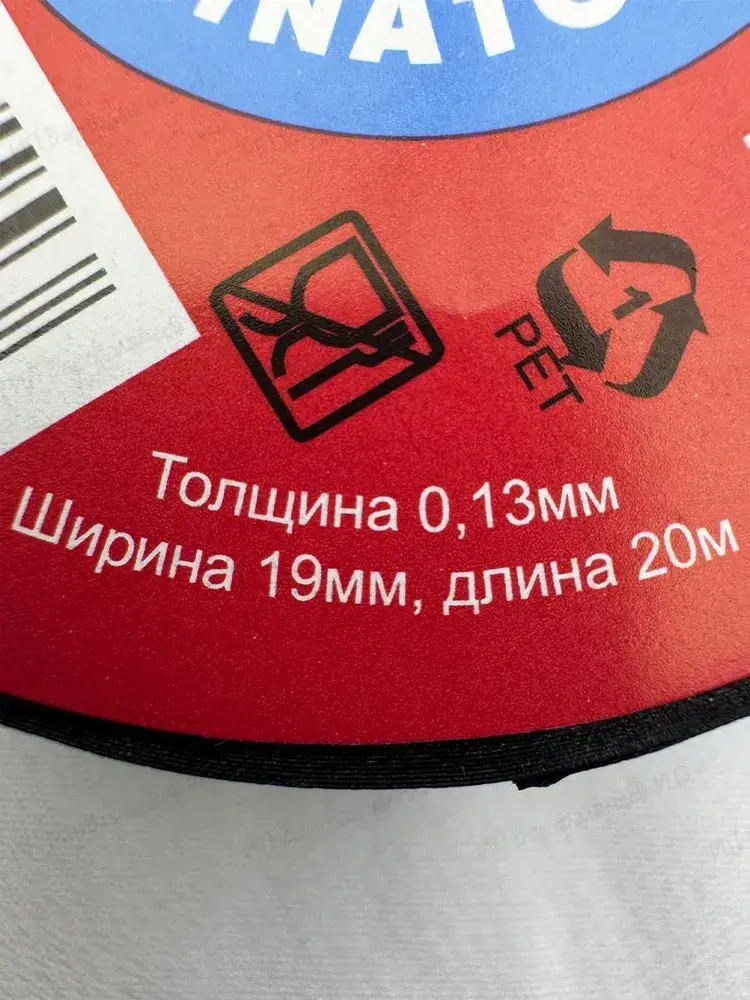 1
PET
Толщина 0,13мм
Ширина 19мм, длина 20м